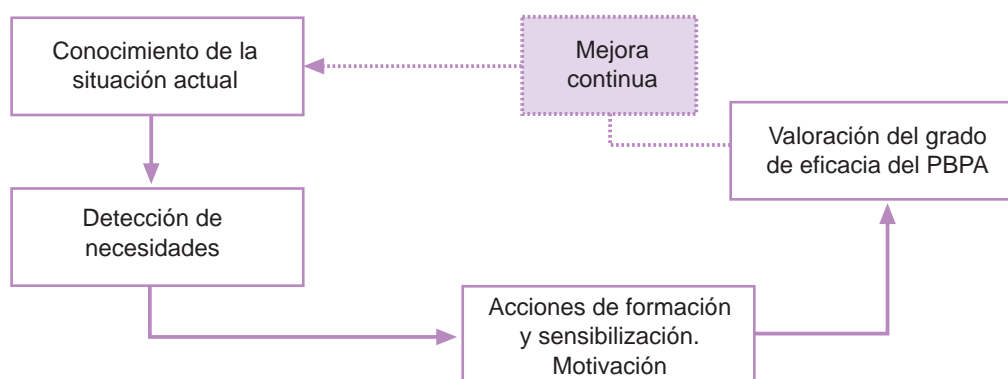 Conocimiento de la
situación actual
Mejora
continua
Valoración del grado
de eficacia del PBPA
Detección de
necesidades
Acciones de formación
y sensibilización.
Motivación